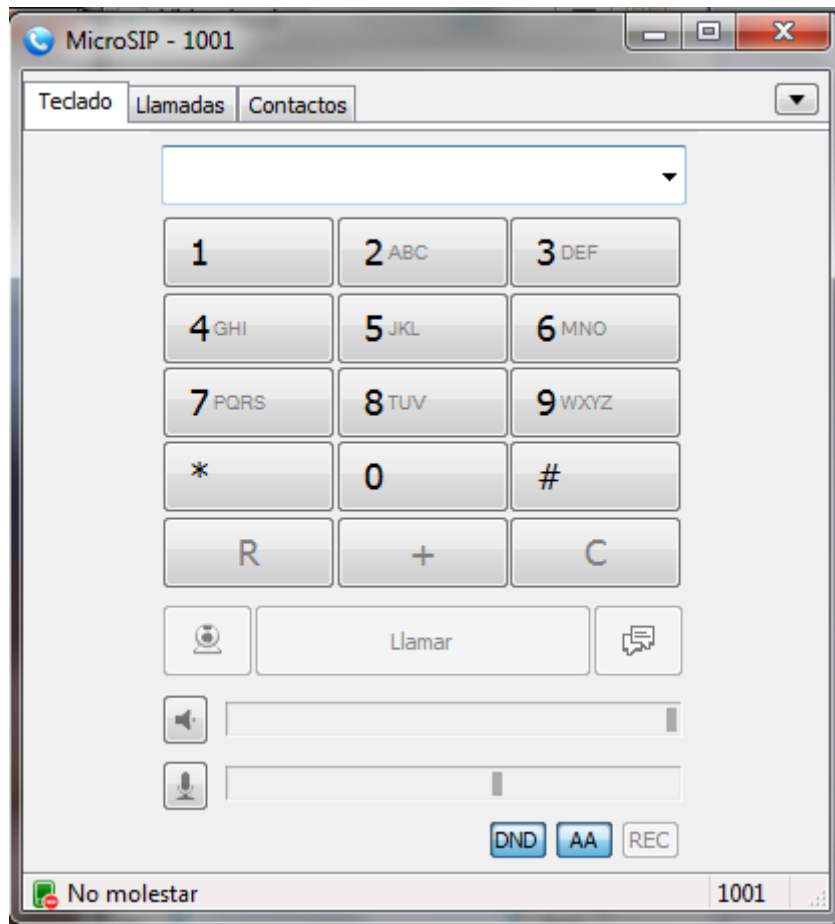 MicroSIP - 1001
Teclado Llamadas Contactos
1 2 ABC 3 DEF
4 GHI 5 JKL 6 MNO
7 PQRS 8 TUV 9 WXYZ
* 0 #
R + C
Llamar
DND AA REC
No molestar 1001